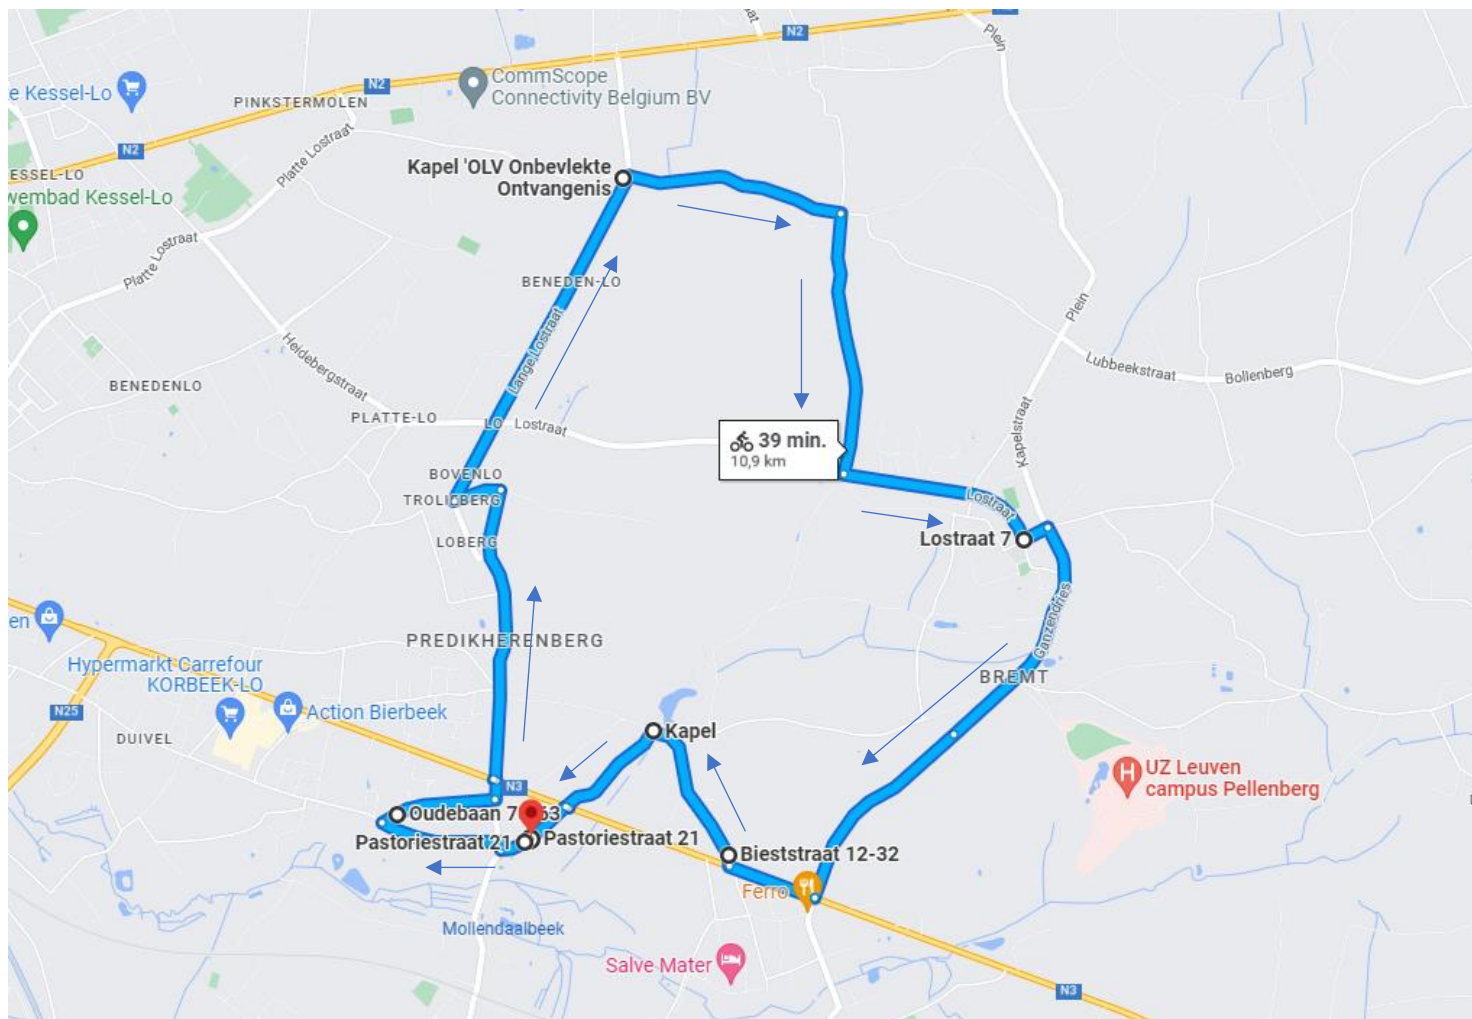 N2
Plein
CommScope
Connectivity Belgium BV
e Kessel-Lo
N2
PINKSTERMOLEN
Platte Lostraat
N2
ESSEL-LO
wembad Kessel-Lo
Kapel 'OLV Onbevlekte
Ontvangenis
Platte Lostraat
BENEDEN-LO
Plein
Lange Lostraat
Heidebergstraat
Lubbeekstraat
Bollenberg
BENEDENLO
PLATTE-LO
LO
Lostraat
Kapelstraat
39 min.
10,9 km
BOVENLO
TROLIEBERG
Lostraat
LOBERG
Lostraat 7
Ganzendries
en
PREDIKHERENBERG
Hypermarkt Carrefour
KORBEEK-LO
BREMT
N25
Action Bierbeek
Kapel
DUIVEL
UZ Leuven
campus Pellenberg
N3
Oudebaan 7 63
Pastoriestraat 21
Pastoriestraat 21
Bieststraat 12-32
Ferro
Mollendaalbeek
Salve Mater
N3